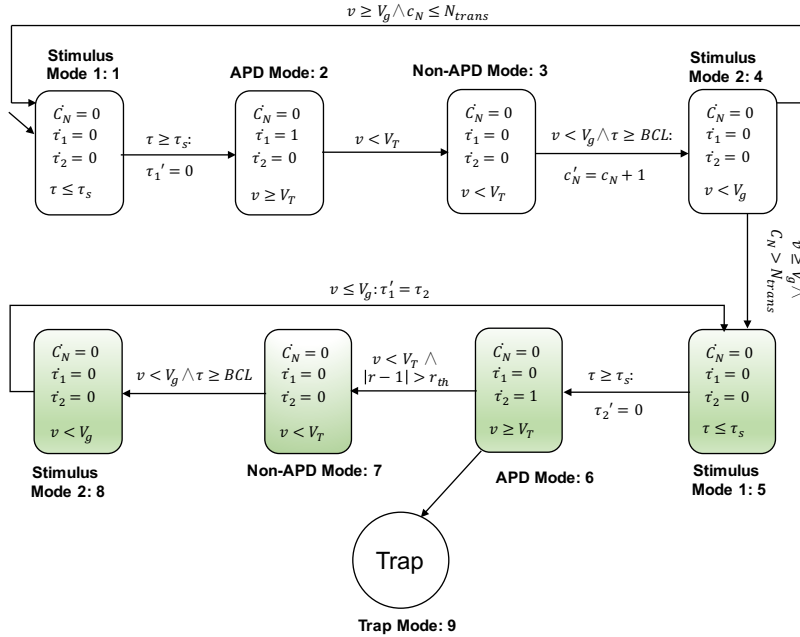 v ≥ V_g ∧ c_N ≤ N_trans
Stimulus
Mode 1: 1
Ċ_N = 0
τ̇_1 = 0
τ̇_2 = 0
τ ≤ τ_s
τ ≥ τ_s:
τ_1′ = 0
APD Mode: 2
Ċ_N = 0
τ̇_1 = 1
τ̇_2 = 0
v ≥ V_T
v < V_T
Non-APD Mode: 3
Ċ_N = 0
τ̇_1 = 0
τ̇_2 = 0
v < V_T
v < V_g ∧ τ ≥ BCL:
c_N′ = c_N + 1
Stimulus
Mode 2: 4
Ċ_N = 0
τ̇_1 = 0
τ̇_2 = 0
v < V_g
v ≥ V_g ∧
C_N > N_trans
v ≤ V_g: τ_1′ = τ_2
Ċ_N = 0
τ̇_1 = 0
τ̇_2 = 0
v < V_g
Stimulus
Mode 2: 8
v < V_g ∧ τ ≥ BCL
Ċ_N = 0
τ̇_1 = 0
τ̇_2 = 0
v < V_T
Non-APD Mode: 7
v < V_T ∧
|r − 1| > r_th
Ċ_N = 0
τ̇_1 = 0
τ̇_2 = 1
v ≥ V_T
APD Mode: 6
τ ≥ τ_s:
τ_2′ = 0
Ċ_N = 0
τ̇_1 = 0
τ̇_2 = 0
τ ≤ τ_s
Stimulus
Mode 1: 5
Trap
Trap Mode: 9